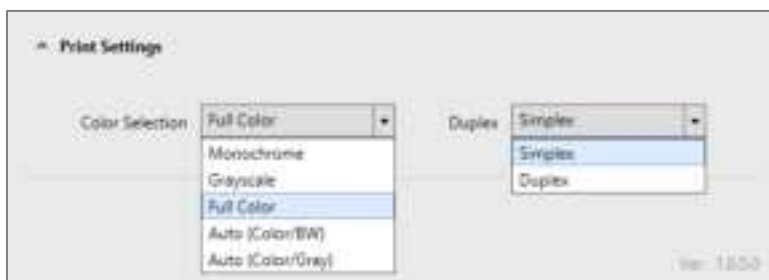 Print Settings
Color Selection Full Color Duplex Simplex
Monochrome Simplex
Grayscale Duplex
Full Color
Auto (Color/BW)
Auto (Color/Gray)
Ver.